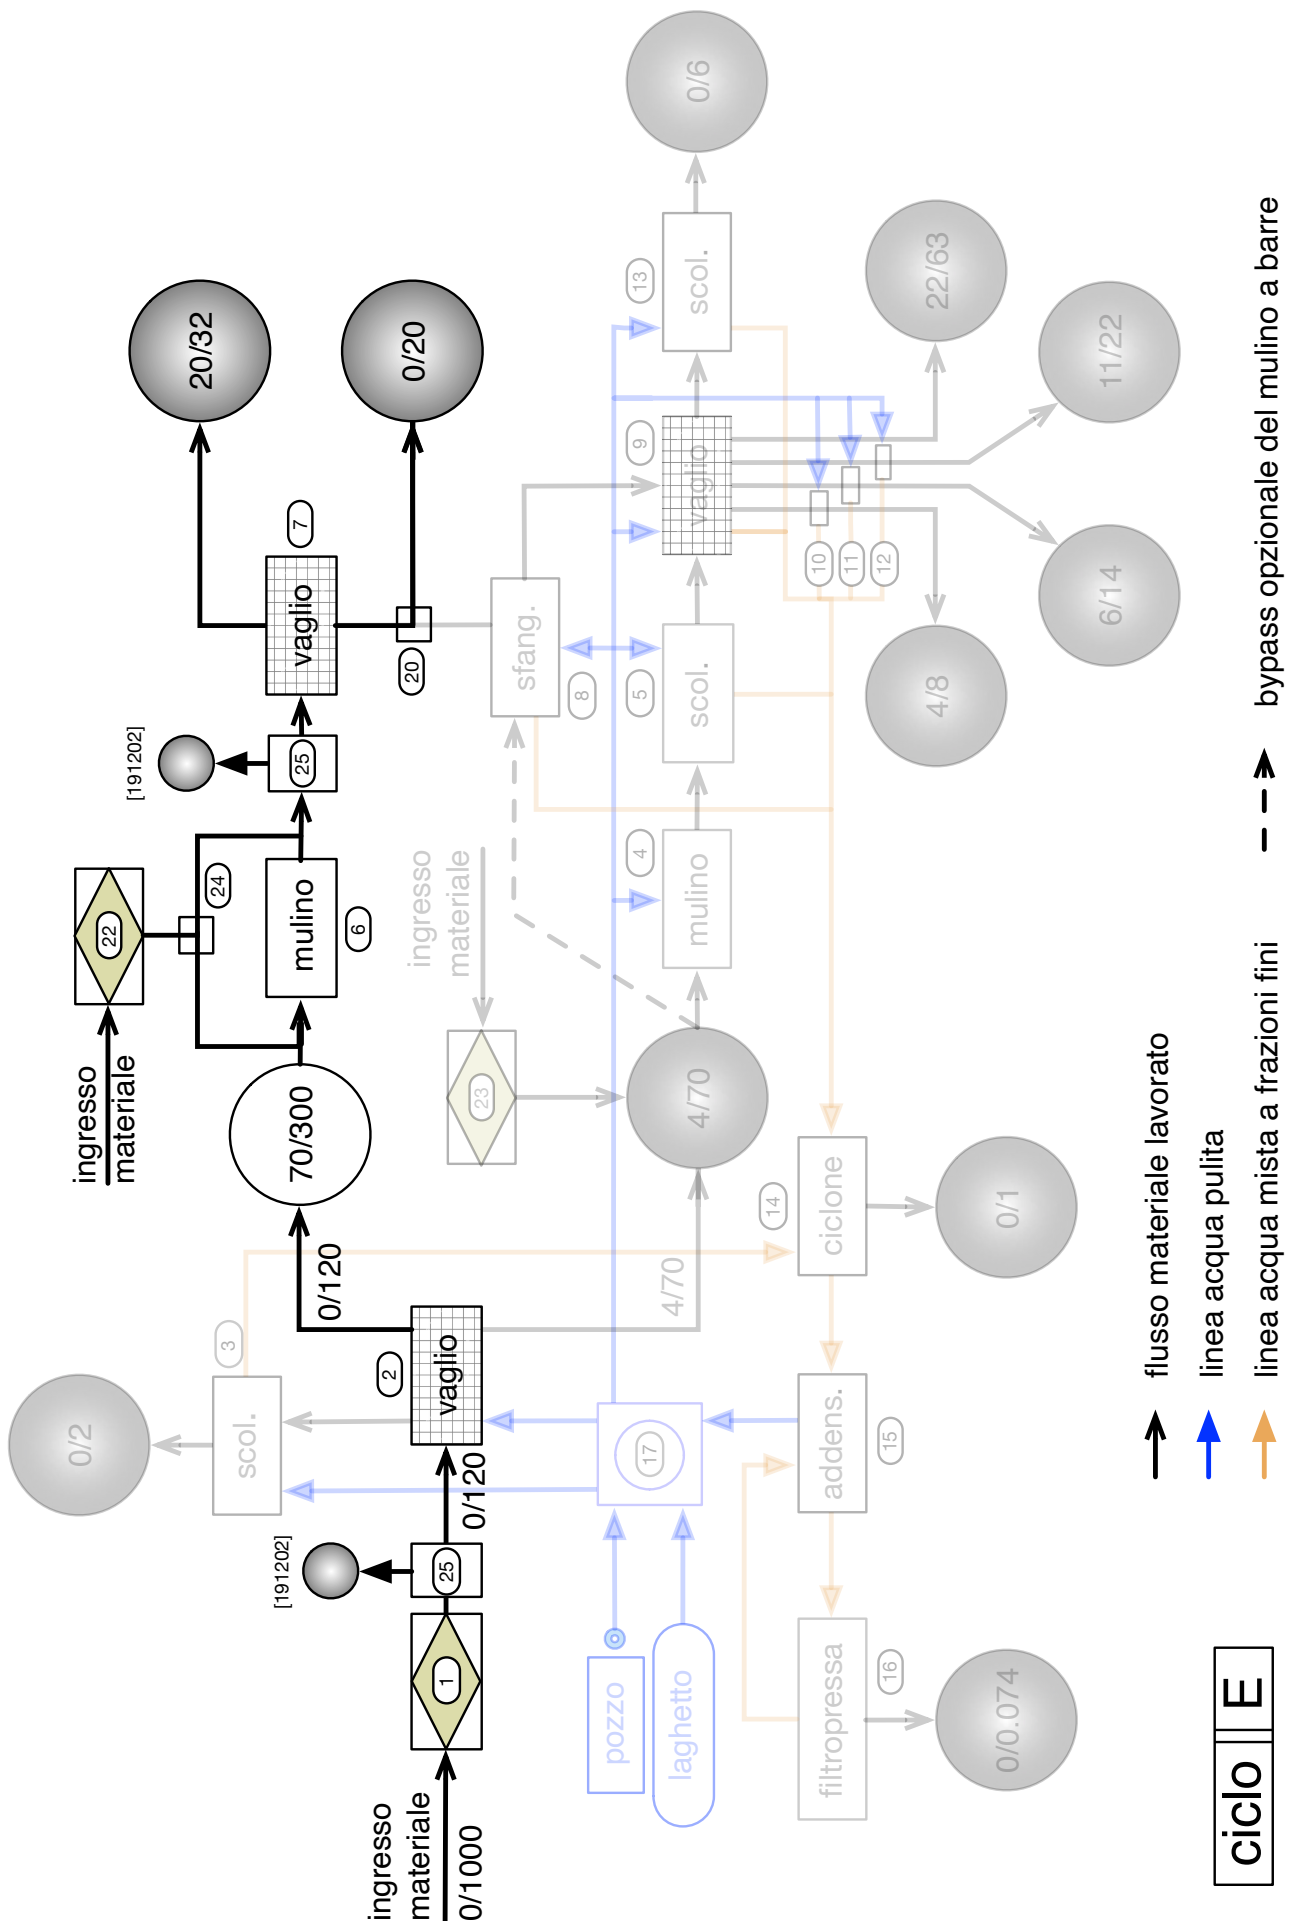 ingresso
materiale
0/1000
1
25
[191202]
0/120
vaglio
2
0/120
70/300
ingresso
materiale
22
24
mulino
6
25
[191202]
vaglio
7
20
20/32
0/20
0/2
scol.
3
4/70
4/70
ingresso
materiale
23
mulino
4
scol.
5
sfang.
8
vaglio
9
10
11
12
scol.
13
0/6
22/63
11/22
6/14
4/8
pozzo
laghetto
17
filtropressa
16
0/0.074
addens.
15
ciclone
14
0/1
ciclo E
flusso materiale lavorato
linea acqua pulita
linea acqua mista a frazioni fini
bypass opzionale del mulino a barre